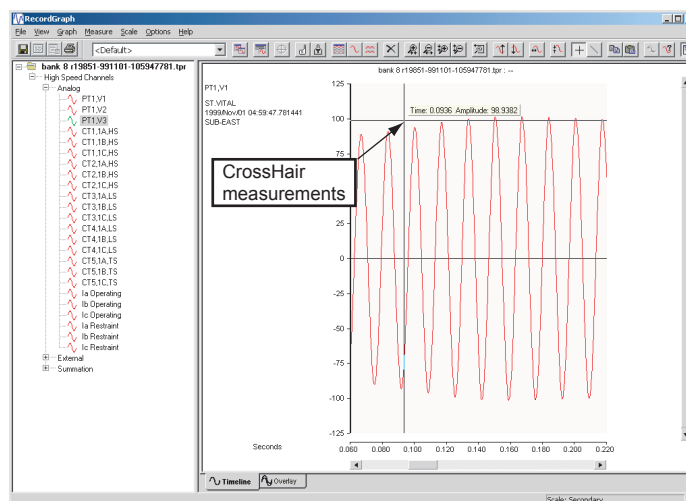 RecordGraph
File View Graph Measure Scale Options Help
<Default>
bank 8 r19851-991101-105947781.tpr
High Speed Channels
Analog
PT1,V1
PT1,V2
PT1,V3
CT1,1A,HS
CT1,1B,HS
CT1,1C,HS
CT2,1A,HS
CT2,1B,HS
CT2,1C,HS
CT3,1A,LS
CT3,1B,LS
CT3,1C,LS
CT4,1A,LS
CT4,1B,LS
CT4,1C,LS
CT5,1A,TS
CT5,1B,TS
CT5,1C,TS
Ia Operating
Ib Operating
Ic Operating
Ia Restraint
Ib Restraint
Ic Restraint
External
Summation
bank 8 r19851-991101-105947781.tpr : --
PT1,V1
ST.VITAL
1999/Nov/01 04:59:47.781441
SUB-EAST
Time: 0.0936 Amplitude: 98.9382
CrossHair
measurements
125
100
75
25
0
-25
-50
-75
-100
-125
Seconds
0.060 0.080 0.100 0.120 0.140 0.160 0.180 0.200 0.220
Timeline Overlay
Scale: Secondary